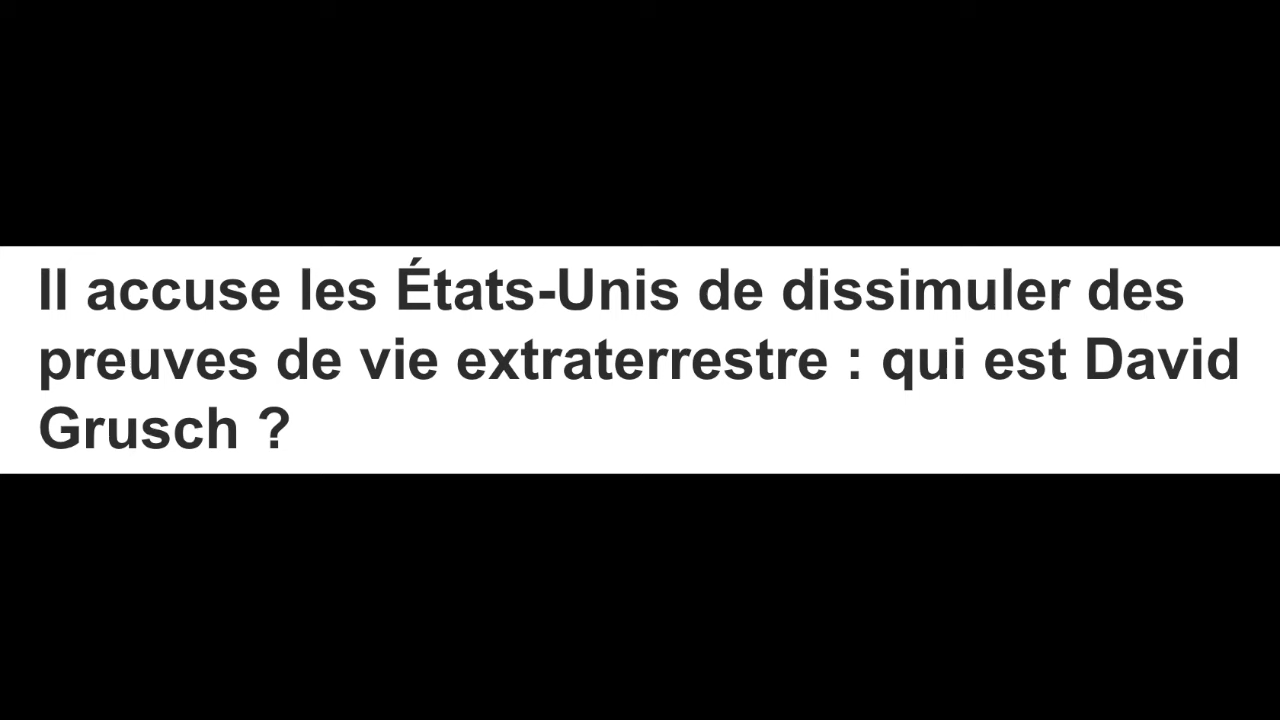 Il accuse les États-Unis de dissimuler des
preuves de vie extraterrestre : qui est David
Grusch ?